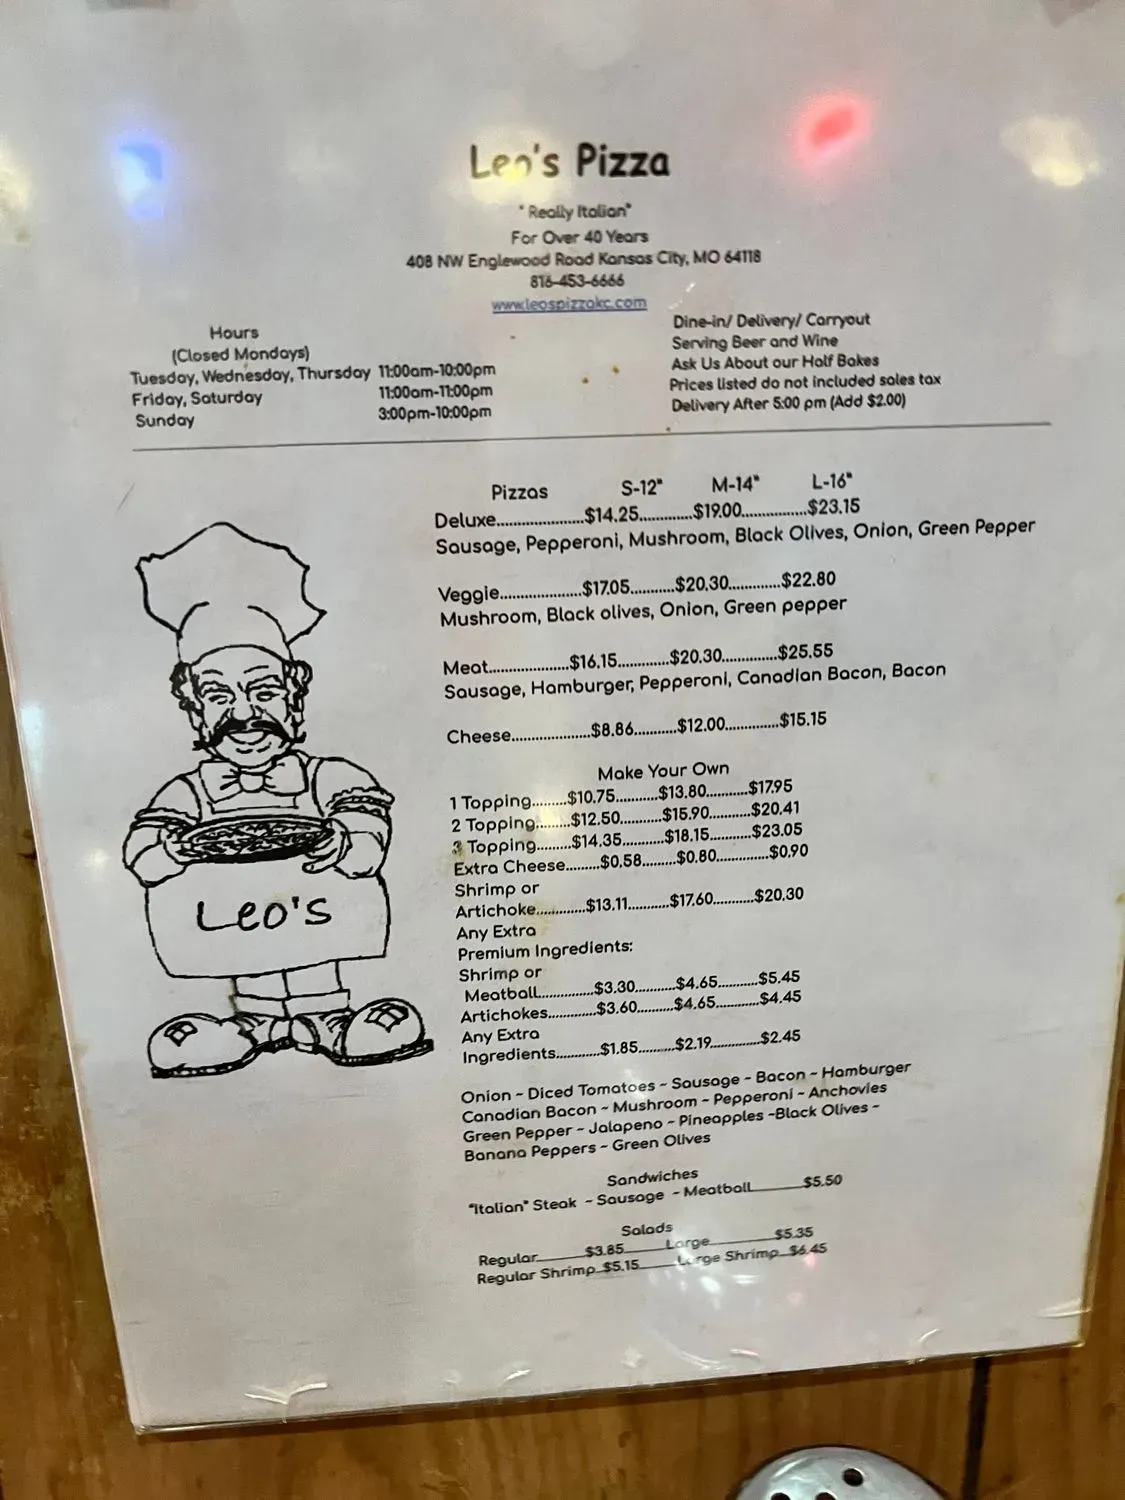 Leo's Pizza
"Really Italian"
For Over 40 Years
408 NW Englewood Road Kansas City, MO 64118
816-453-6666
www.leospizzakc.com
Hours
(Closed Mondays)
Tuesday, Wednesday, Thursday 11:00am-10:00pm
Friday, Saturday 11:00am-11:00pm
Sunday 3:00pm-10:00pm
Dine-in/ Delivery/ Carryout
Serving Beer and Wine
Ask Us About our Half Bakes
Prices listed do not included sales tax
Delivery After 5:00 pm (Add $2.00)
Pizzas S-12" M-14" L-16"
Deluxe.....................$14.25.............$19.00................$23.15
Sausage, Pepperoni, Mushroom, Black Olives, Onion, Green Pepper
Veggie....................$17.05...........$20.30.............$22.80
Mushroom, Black olives, Onion, Green pepper
Meat...................$16.15.............$20.30..............$25.55
Sausage, Hamburger, Pepperoni, Canadian Bacon, Bacon
Cheese...................$8.86...........$12.00.............$15.15
Make Your Own
1 Topping.........$10.75...........$13.80..........$17.95
2 Topping.........$12.50..........$15.90..........$20.41
3 Topping.........$14.35...........$18.15...........$23.05
Extra Cheese........$0.58.........$0.80.............$0.90
Shrimp or
Artichoke............$13.11..........$17.60..........$20.30
Any Extra
Premium Ingredients:
Shrimp or
Meatball..............$3.30..........$4.65..........$5.45
Artichokes............$3.60.........$4.65...........$4.45
Any Extra
Ingredients...........$1.85.........$2.19............$2.45
Onion ~ Diced Tomatoes ~ Sausage ~ Bacon ~ Hamburger
Canadian Bacon ~ Mushroom ~ Pepperoni ~ Anchovies
Green Pepper ~ Jalapeno ~ Pineapples ~Black Olives ~
Banana Peppers ~ Green Olives
Sandwiches
"Italian" Steak ~ Sausage ~ Meatball______$5.50
Salads
Regular______$3.85_____Large________$5.35
Regular Shrimp_$5.15_____Large Shrimp_$6.45
Leo's